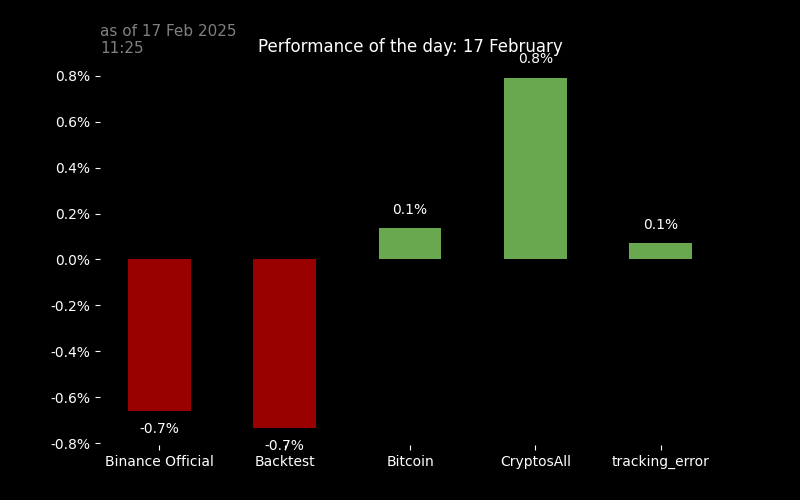 as of 17 Feb 2025
11:25
Performance of the day: 17 February
0.8%
0.8%
0.6%
0.4%
0.2%
0.2%
0.1%
0.1%
0.0%
-0.2%
-0.4%
-0.6%
-0.8%
-0.7%
-0.7%
Binance Official
Backtest
Bitcoin
CryptosAll
tracking_error